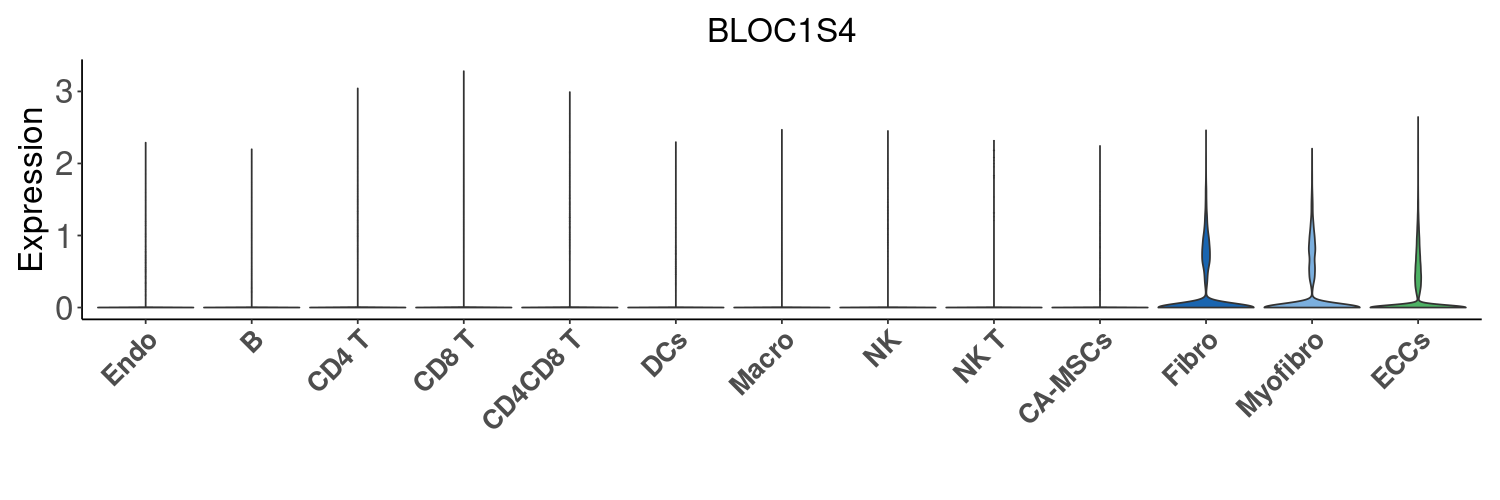 BLOC1S4
Expression
3
2
1
0
Endo
B
CD4 T
CD8 T
CD4CD8 T
DCs
Macro
NK
NK T
CA-MSCs
Fibro
Myofibro
ECCs